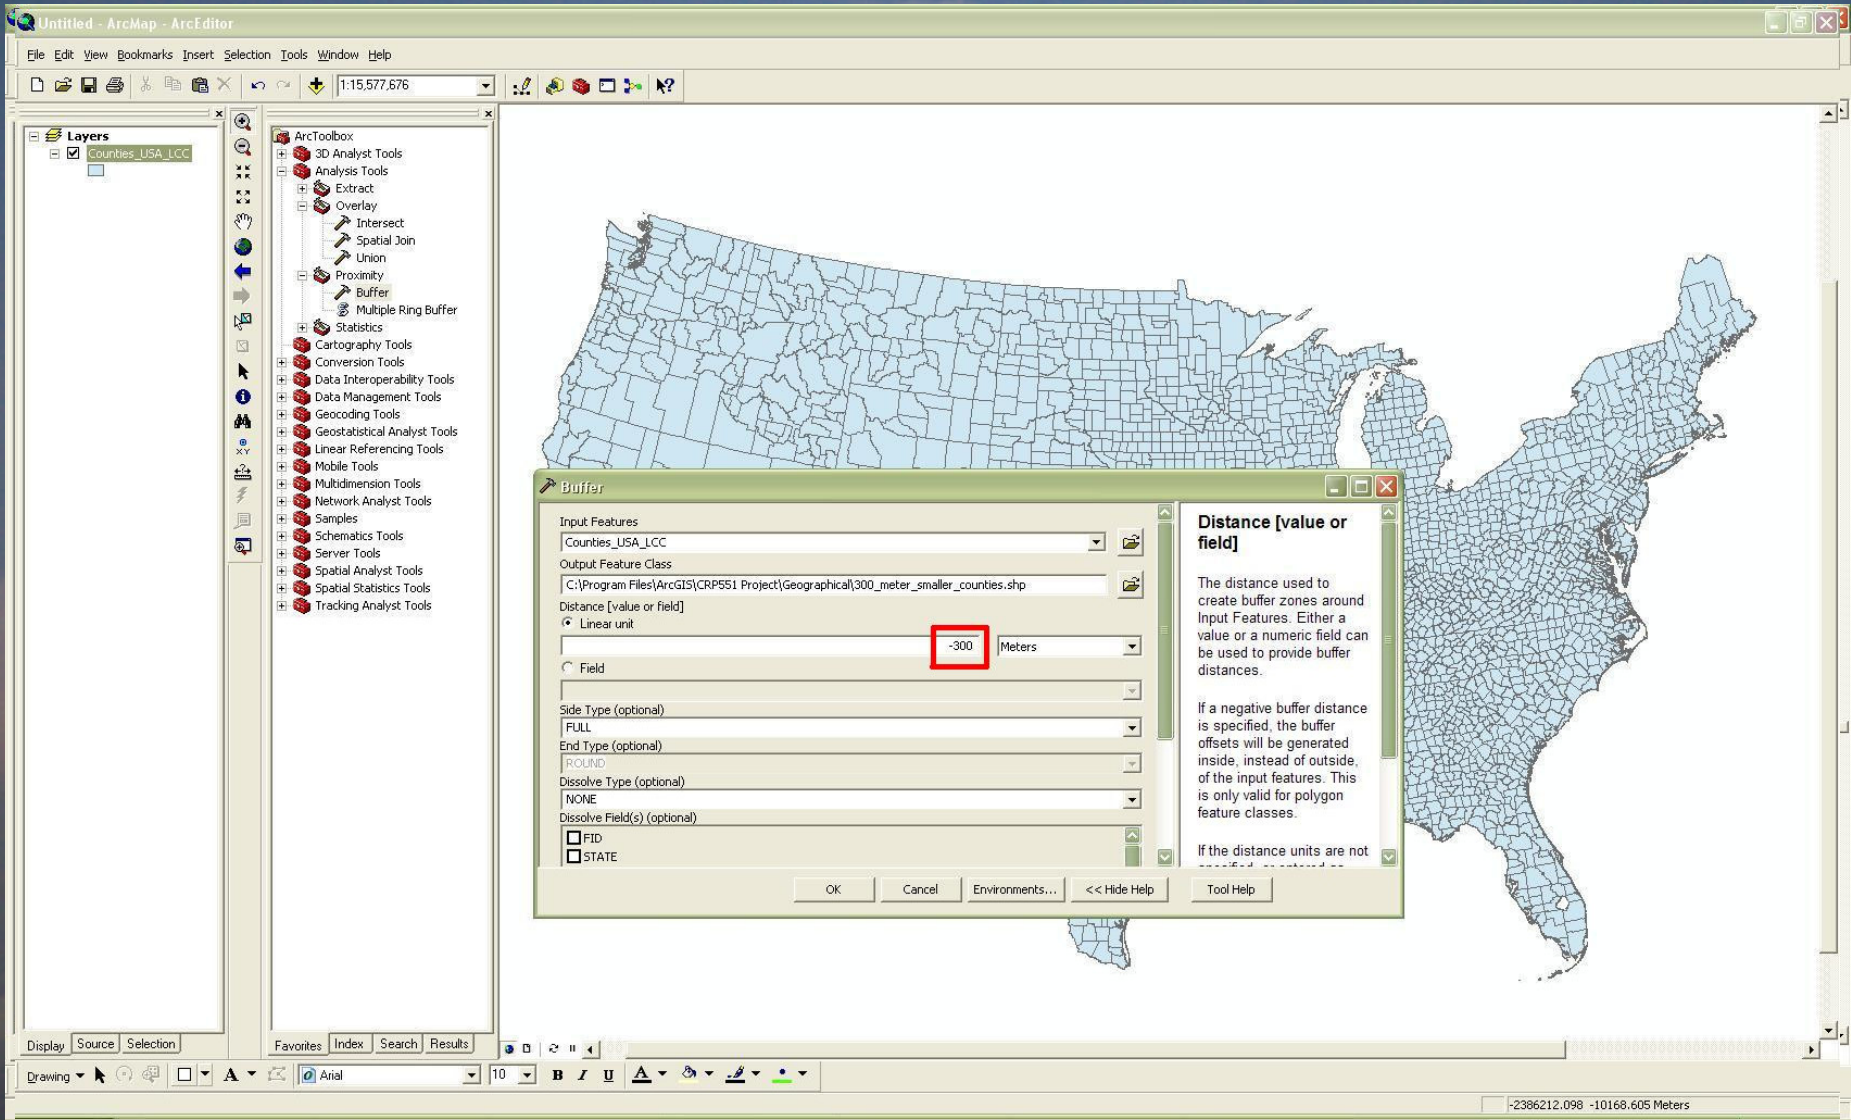 Untitled - ArcMap - ArcEditor
File Edit View Bookmarks Insert Selection Tools Window Help
1:15,577,676
Layers
Counties_USA_LCC
Display Source Selection
ArcToolbox
3D Analyst Tools
Analysis Tools
Extract
Overlay
Intersect
Spatial Join
Union
Proximity
Buffer
Multiple Ring Buffer
Statistics
Cartography Tools
Conversion Tools
Data Interoperability Tools
Data Management Tools
Geocoding Tools
Geostatistical Analyst Tools
Linear Referencing Tools
Mobile Tools
Multidimension Tools
Network Analyst Tools
Samples
Schematics Tools
Server Tools
Spatial Analyst Tools
Spatial Statistics Tools
Tracking Analyst Tools
Favorites Index Search Results
Buffer
Input Features
Counties_USA_LCC
Output Feature Class
C:\Program Files\ArcGIS\CRP551 Project\Geographical\300_meter_smaller_counties.shp
Distance [value or field]
Linear unit
-300 Meters
Field
Side Type (optional)
FULL
End Type (optional)
ROUND
Dissolve Type (optional)
NONE
Dissolve Field(s) (optional)
FID
STATE
Distance [value or
field]
The distance used to
create buffer zones around
Input Features. Either a
value or a numeric field can
be used to provide buffer
distances.
If a negative buffer distance
is specified, the buffer
offsets will be generated
inside, instead of outside,
of the input features. This
is only valid for polygon
feature classes.
If the distance units are not
OK Cancel Environments... << Hide Help Tool Help
Drawing A Arial 10 B I U A
-2386212.098 -10168.605 Meters